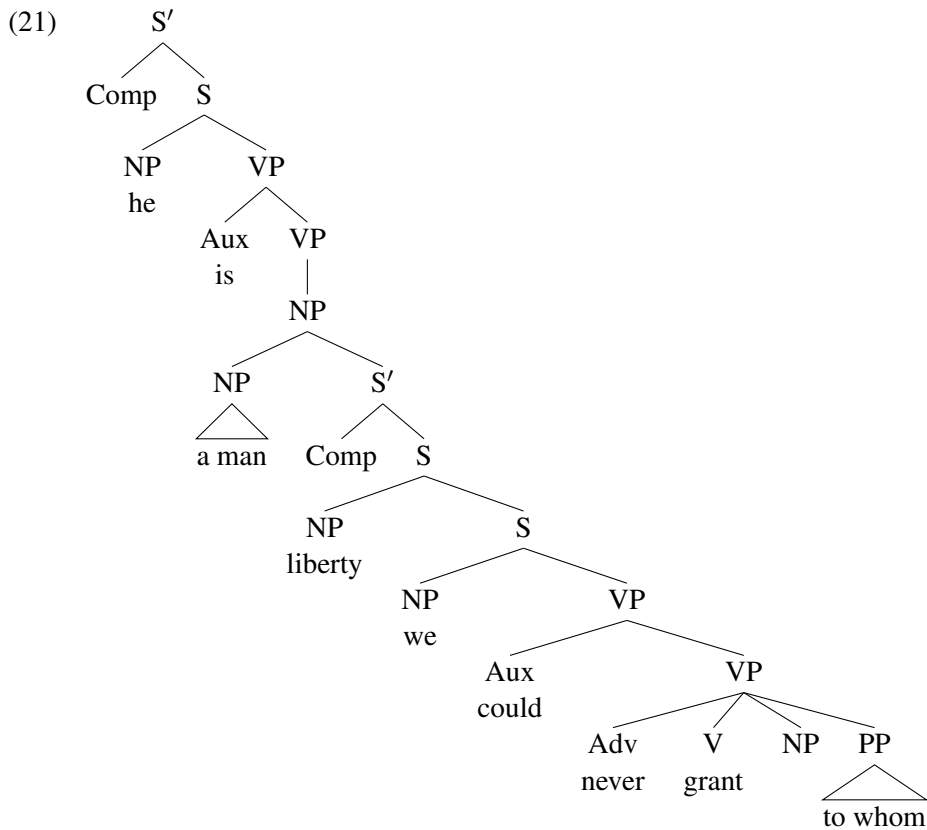 (21) S′
Comp S
NP VP
he
Aux VP
is
NP
NP S′
a man Comp S
NP S
liberty
NP VP
we
Aux VP
could
Adv V NP PP
never grant
to whom